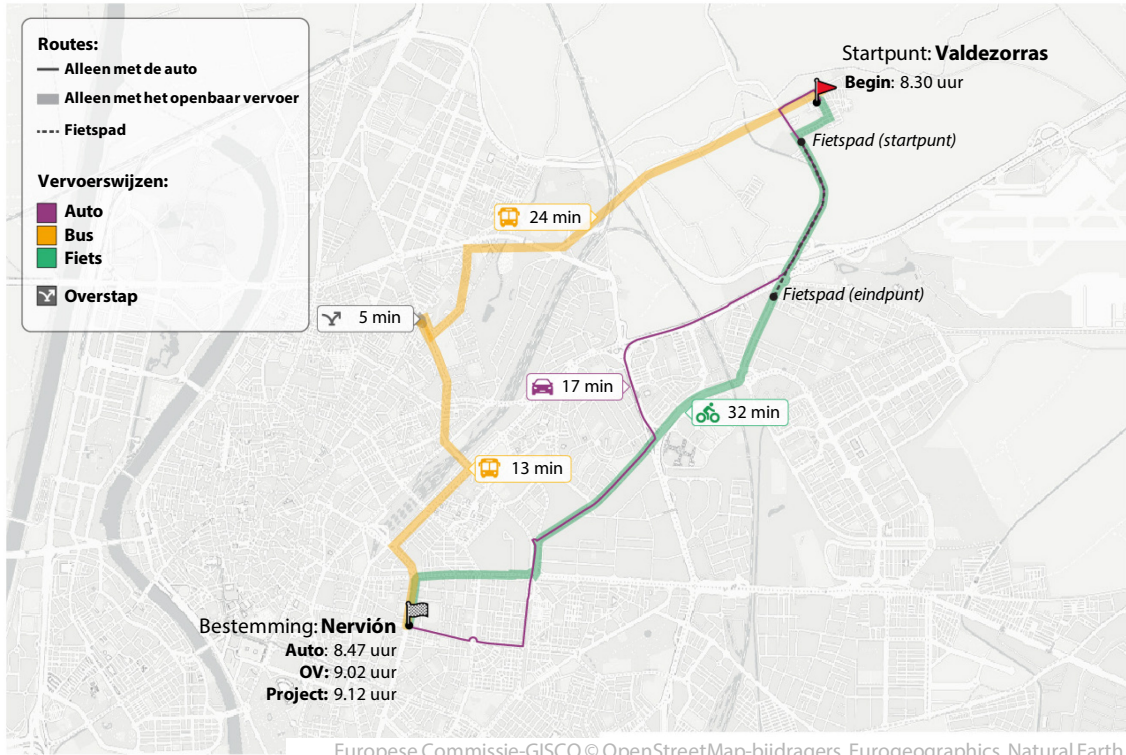 Routes:
Alleen met de auto
Alleen met het openbaar vervoer
Fietspad
Vervoerswijzen:
Auto
Bus
Fiets
Overstap
Startpunt: Valdezorras
Begin: 8.30 uur
Fietspad (startpunt)
24 min
Fietspad (eindpunt)
5 min
17 min
32 min
13 min
Bestemming: Nervión
Auto: 8.47 uur
OV: 9.02 uur
Project: 9.12 uur
Europese Commissie-GISCO © OpenStreetMap-bijdragers, Eurogeographics, Natural Earth